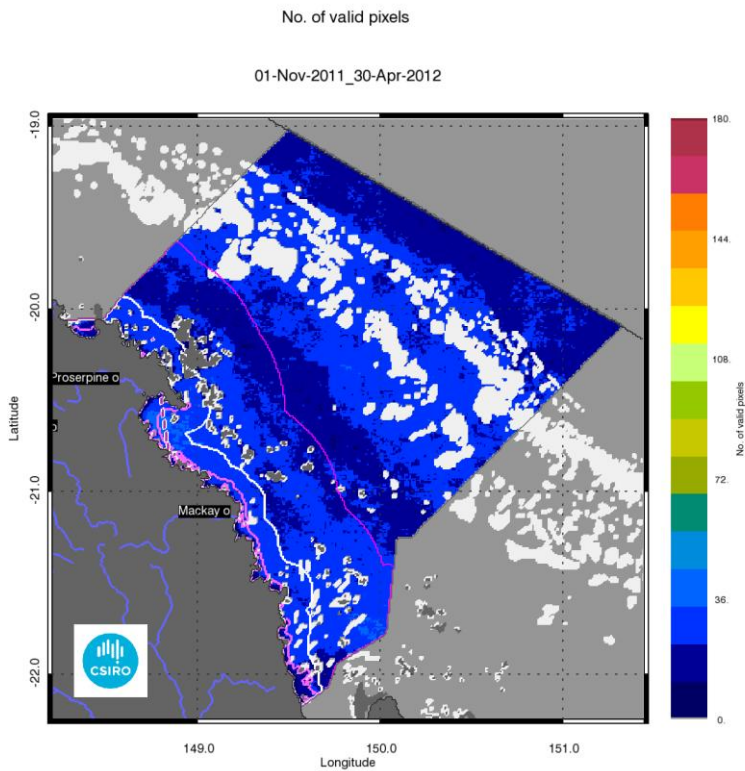 No. of valid pixels
01-Nov-2011_30-Apr-2012
-19.0
-20.0
-21.0
-22.0
Latitude
Proserpine o
o
Mackay o
CSIRO
149.0
150.0
151.0
Longitude
180.
144.
108.
72.
36.
0.
No. of valid pixels